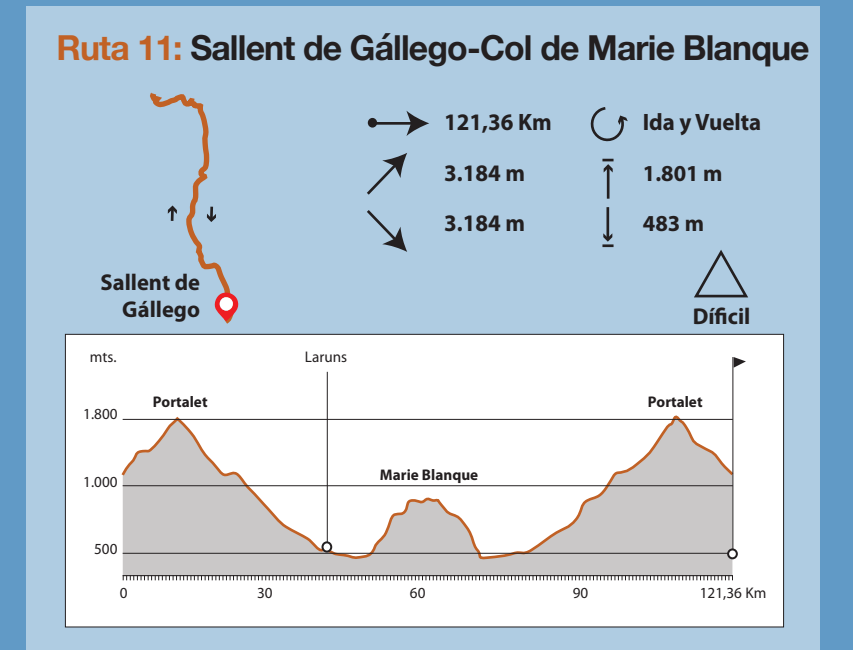 Ruta 11: Sallent de Gállego-Col de Marie Blanque
121,36 Km
Ida y Vuelta
3.184 m
1.801 m
3.184 m
483 m
Sallent de
Gállego
Díficil
mts.
Laruns
Portalet
Portalet
1.800
Marie Blanque
1.000
500
0
30
60
90
121,36 Km